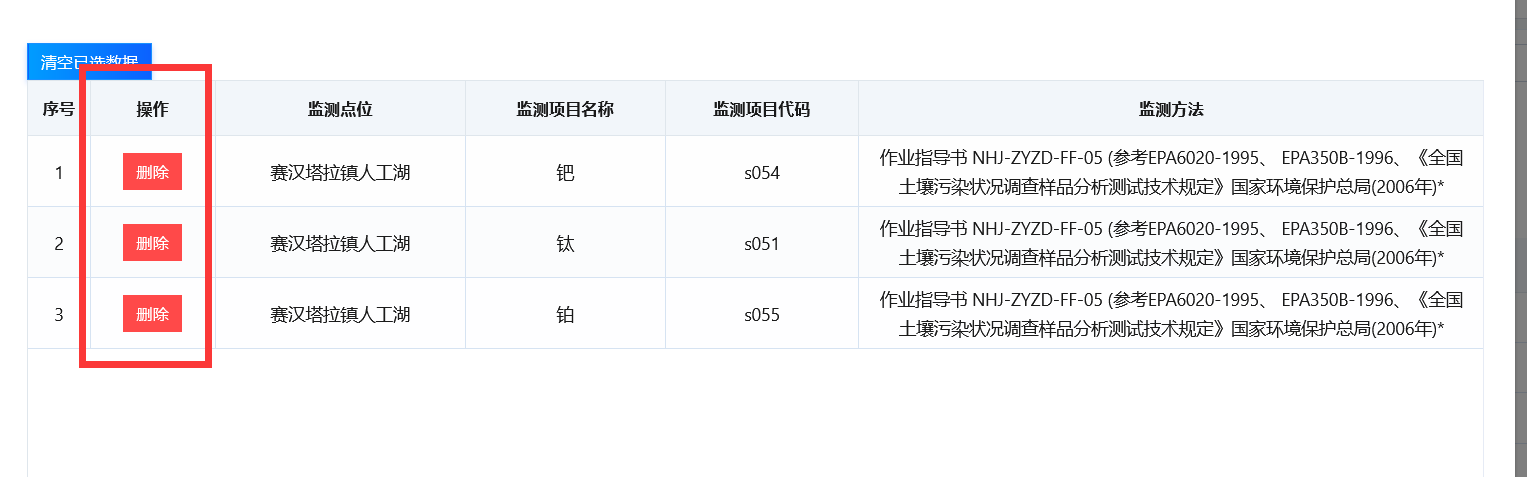 清空已选数据
序号 操作 监测点位 监测项目名称 监测项目代码 监测方法
1 删除 赛汉塔拉镇人工湖 钯 s054 作业指导书 NHJ-ZYZD-FF-05 (参考EPA6020-1995、 EPA350B-1996、《全国
土壤污染状况调查样品分析测试技术规定》国家环境保护总局(2006年)*
2 删除 赛汉塔拉镇人工湖 钛 s051 作业指导书 NHJ-ZYZD-FF-05 (参考EPA6020-1995、 EPA350B-1996、《全国
土壤污染状况调查样品分析测试技术规定》国家环境保护总局(2006年)*
3 删除 赛汉塔拉镇人工湖 铂 s055 作业指导书 NHJ-ZYZD-FF-05 (参考EPA6020-1995、 EPA350B-1996、《全国
土壤污染状况调查样品分析测试技术规定》国家环境保护总局(2006年)*